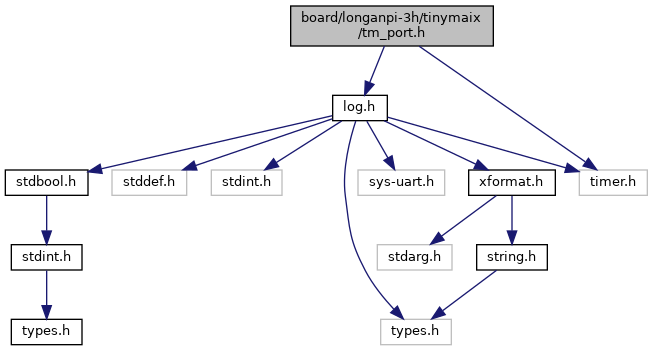 board/longanpi-3h/tinymaix
/tm_port.h
log.h
stdbool.h
stddef.h
stdint.h
sys-uart.h
xformat.h
timer.h
stdint.h
stdarg.h
string.h
types.h
types.h